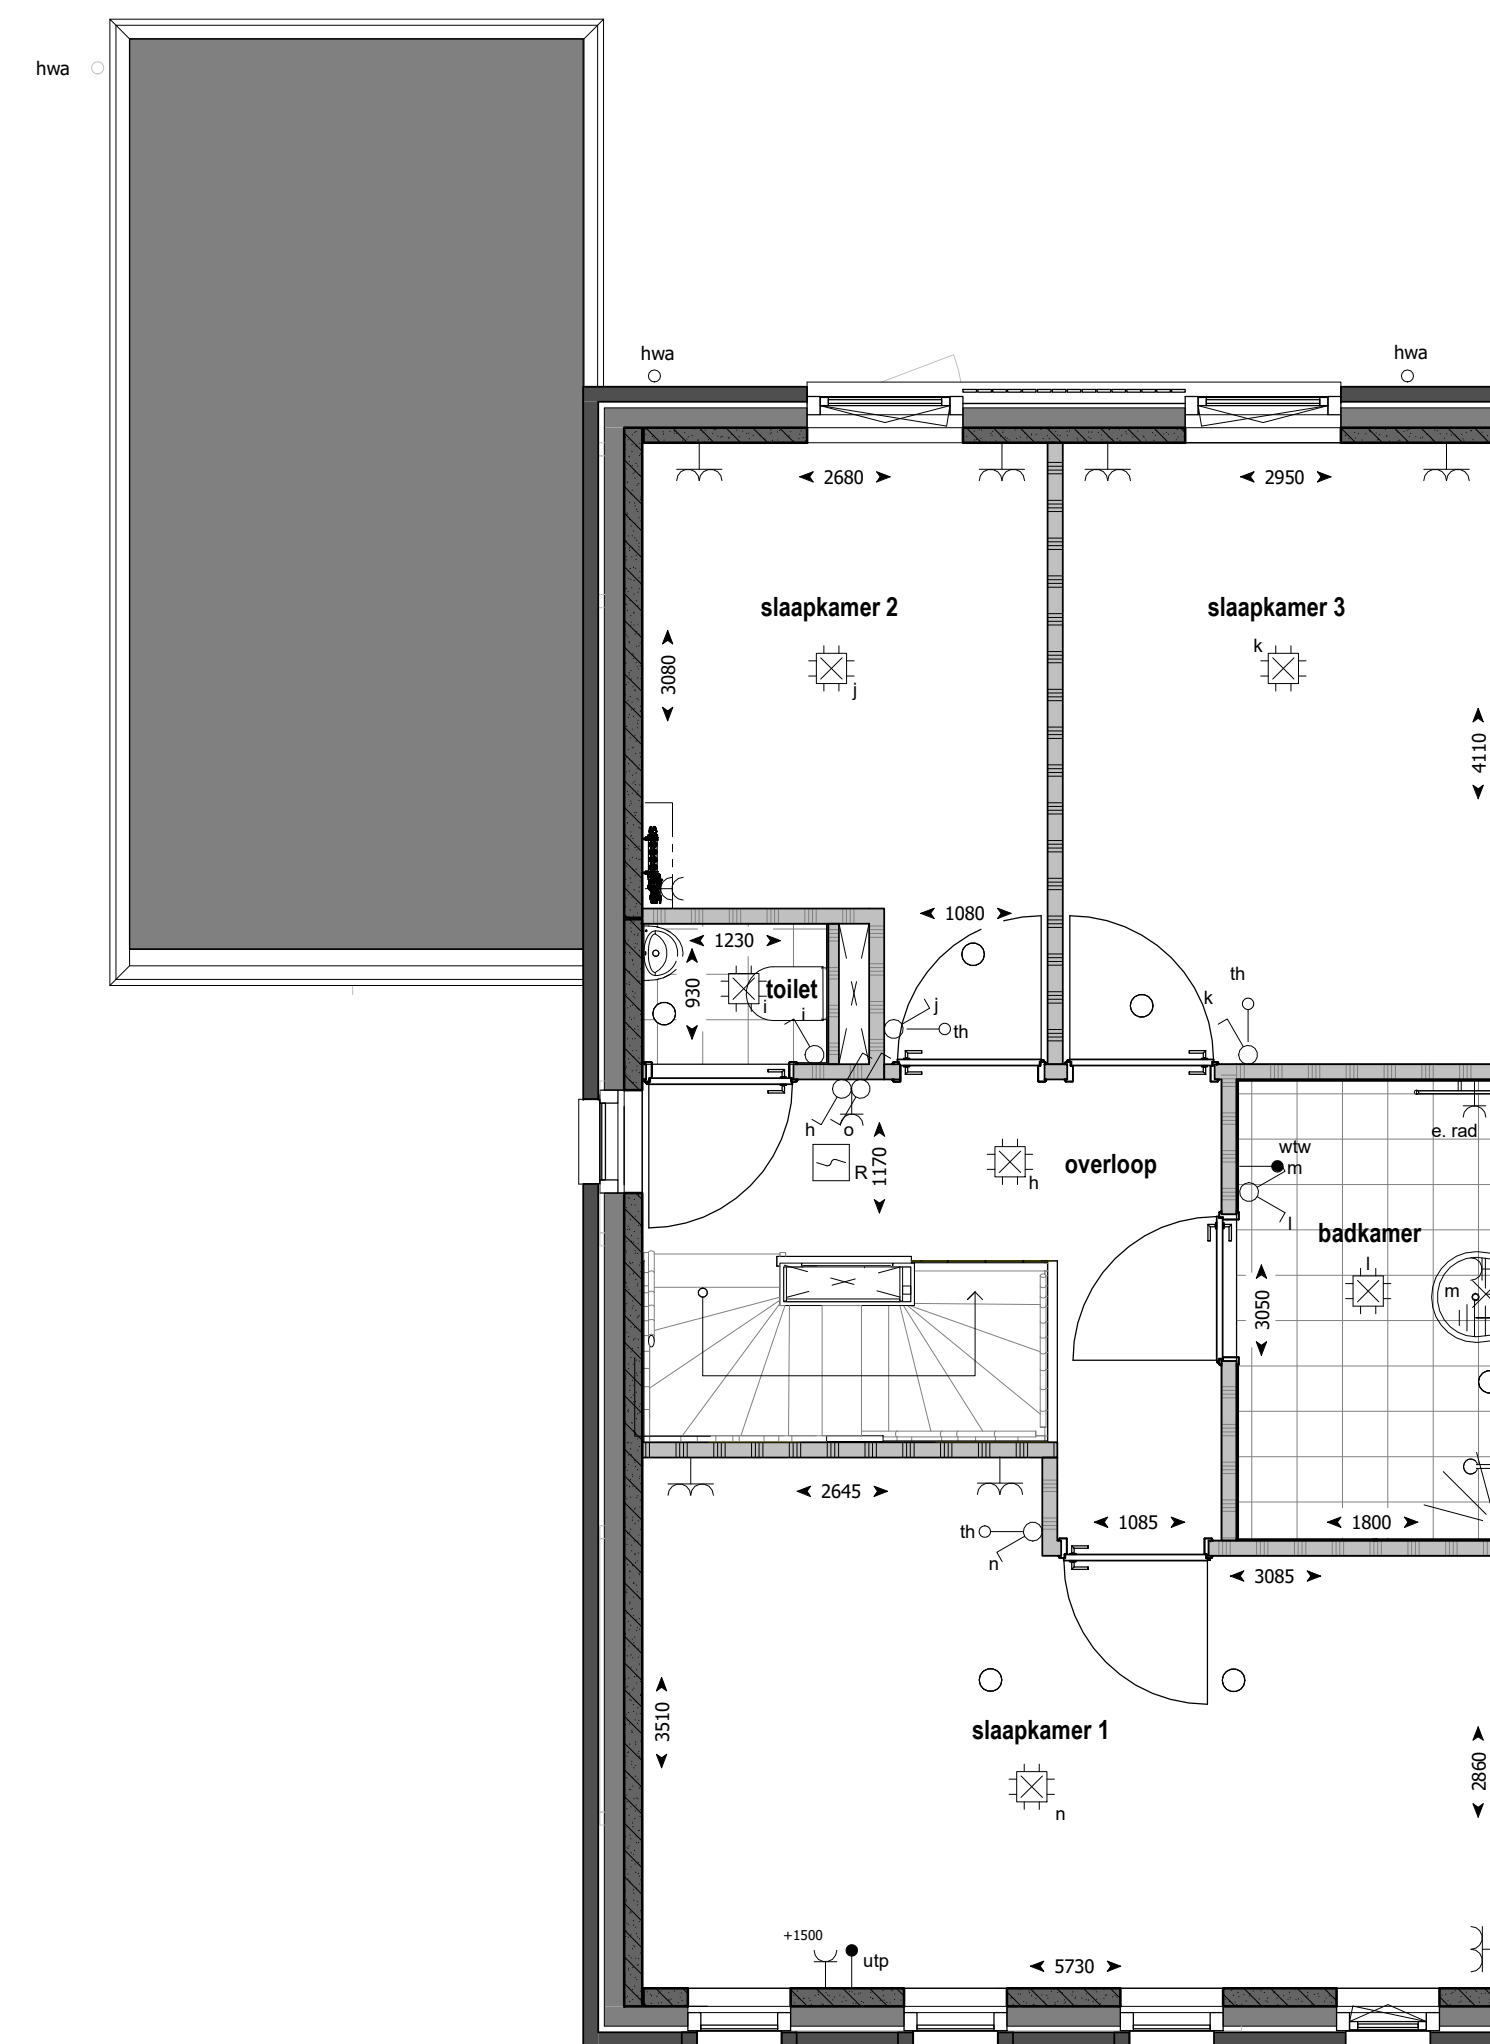 hwa
hwa
hwa
2680
2950
slaapkamer 2
slaapkamer 3
k
j
3080
4110
1080
1230
930
toilet
i
i
th
k
j
th
h
o
R
1170
h
overloop
e. rad
wtw
m
l
badkamer
l
m
3050
2645
th
n
1085
1800
3085
3510
slaapkamer 1
n
2860
+1500
utp
5730